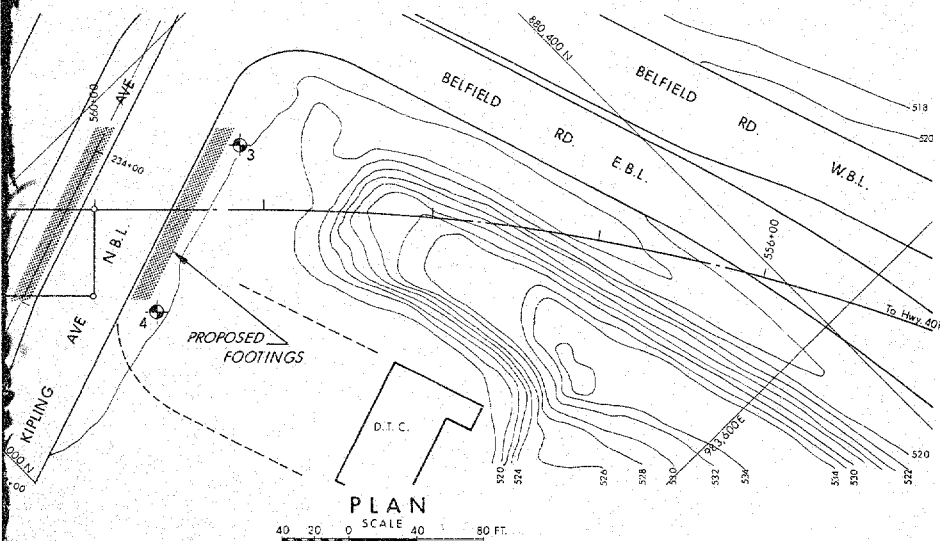 880,400 N
BELFIELD
BELFIELD
RD.
RD.
E.B.L.
W.B.L.
518
520
AVE
560+00
234+00
3
N.B.L.
556+00
To Hwy. 401
4
PROPOSED
FOOTINGS
AVE
KIPLING
D.T.C.
983,600 E
000 N
+00
520
524
526
528
530
532
534
534
530
522
520
PLAN
SCALE
40 20 0 40 80 FT.